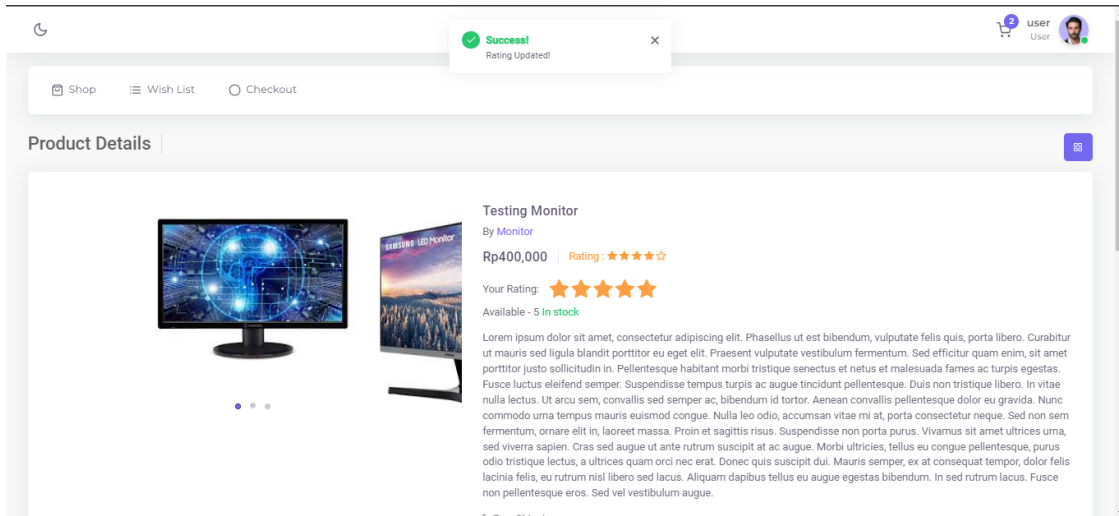 2
user
User
Success!
Rating Updated!
Shop
Wish List
Checkout
Product Details
SAMSUNG LED Monitor
Testing Monitor
By Monitor
Rp400,000
Rating :
Your Rating:
Available - 5 In stock
Lorem ipsum dolor sit amet, consectetur adipiscing elit. Phasellus ut est bibendum, vulputate felis quis, porta libero. Curabitur
ut mauris sed ligula blandit porttitor eu eget elit. Praesent vulputate vestibulum fermentum. Sed efficitur quam enim, sit amet
porttitor justo sollicitudin in. Pellentesque habitant morbi tristique senectus et netus et malesuada fames ac turpis egestas.
Fusce luctus eleifend semper. Suspendisse tempus turpis ac augue tincidunt pellentesque. Duis non tristique libero. In vitae
nulla lectus. Ut arcu sem, convallis sed semper ac, bibendum id tortor. Aenean convallis pellentesque dolor eu gravida. Nunc
commodo urna tempus mauris euismod congue. Nulla leo odio, accumsan vitae mi at, porta consectetur neque. Sed non sem
fermentum, ornare elit in, laoreet massa. Proin et sagittis risus. Suspendisse non porta purus. Vivamus sit amet ultrices urna,
sed viverra sapien. Cras sed augue ut ante rutrum suscipit at ac augue. Morbi ultricies, tellus eu congue pellentesque, purus
odio tristique lectus, a ultrices quam orci nec erat. Donec quis suscipit dui. Mauris semper, ex at consequat tempor, dolor felis
lacinia felis, eu rutrum nisl libero sed lacus. Aliquam dapibus tellus eu augue egestas bibendum. In sed rutrum lacus. Fusce
non pellentesque eros. Sed vel vestibulum augue.